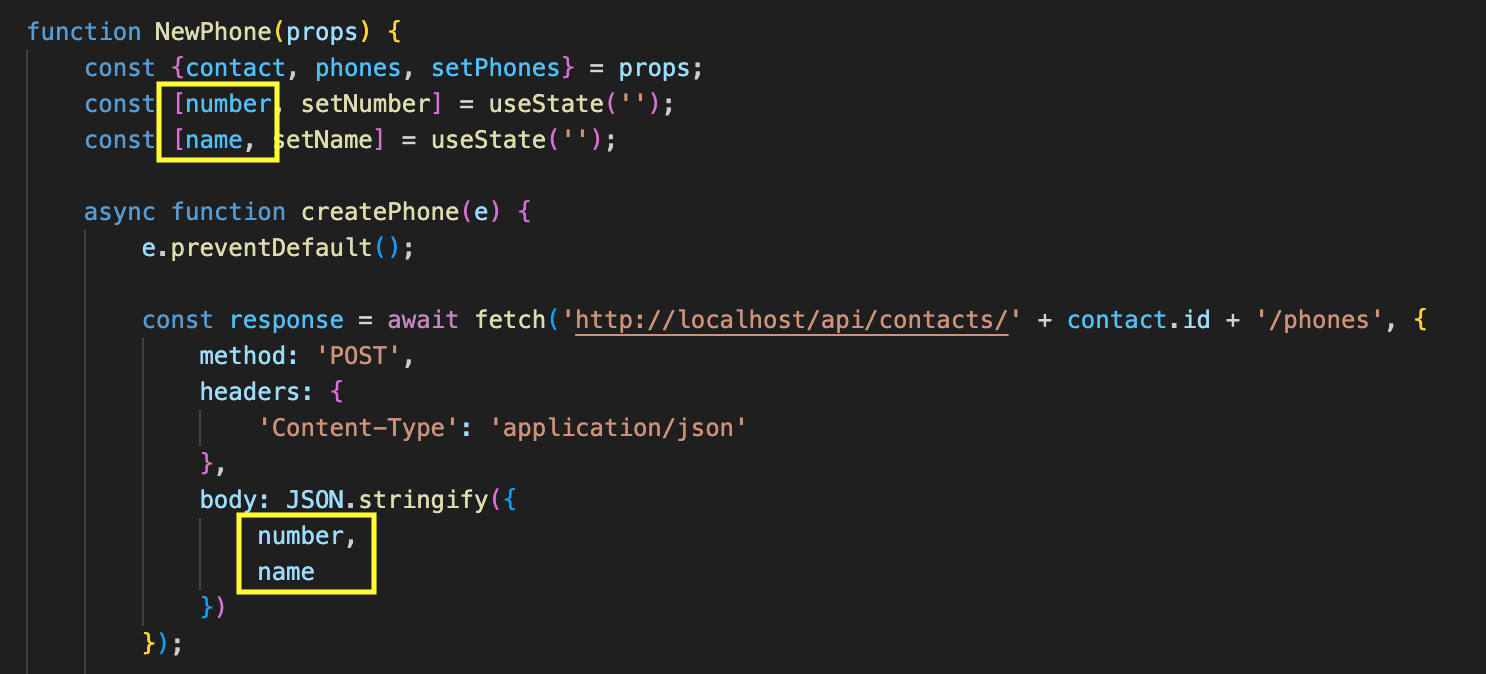 function NewPhone(props) {
const {contact, phones, setPhones} = props;
const [number, setNumber] = useState('');
const [name, setName] = useState('');
async function createPhone(e) {
e.preventDefault();
const response = await fetch('http://localhost/api/contacts/' + contact.id + '/phones', {
method: 'POST',
headers: {
'Content-Type': 'application/json'
},
body: JSON.stringify({
number,
name
})
});